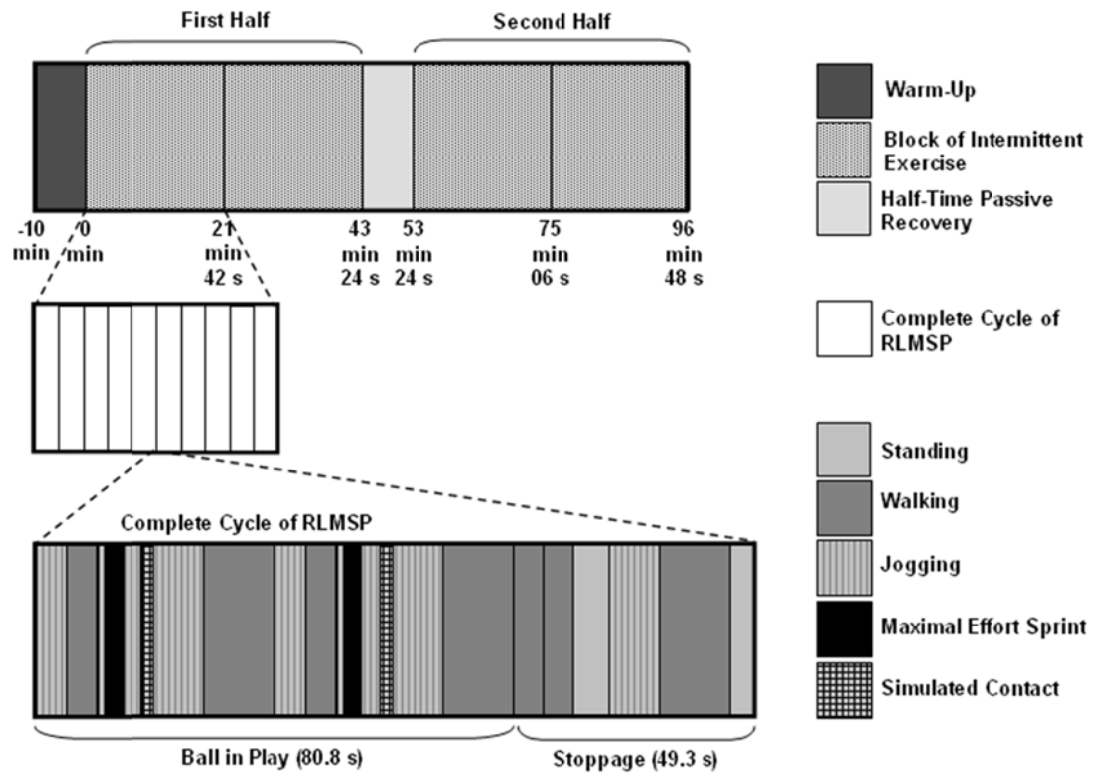 First Half
Second Half
-10 min
0 min
21 min 42 s
43 min 24 s
53 min 24 s
75 min 06 s
96 min 48 s
Warm-Up
Block of Intermittent
Exercise
Half-Time Passive
Recovery
Complete Cycle of
RLMSP
Complete Cycle of RLMSP
Standing
Walking
Jogging
Maximal Effort Sprint
Simulated Contact
Ball in Play (80.8 s)
Stoppage (49.3 s)